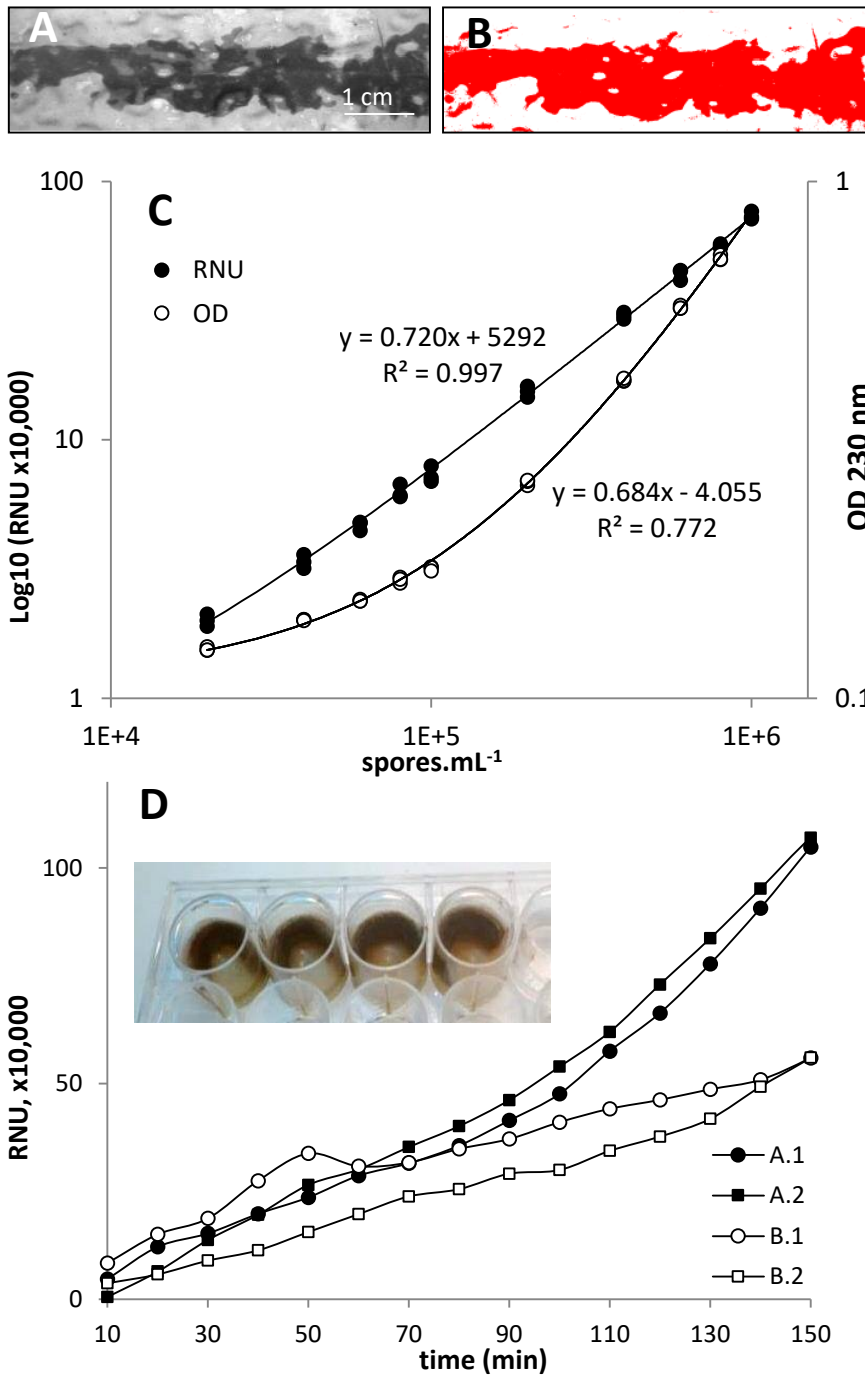 A
B
1 cm
100
1
C
RNU
OD
y = 0.720x + 5292
R² = 0.997
10
y = 0.684x - 4.055
R² = 0.772
Log10 (RNU x10,000)
OD 230 nm
1
0.1
1E+4
1E+5
1E+6
spores.mL⁻¹
D
100
50
0
RNU, x10,000
A.1
A.2
B.1
B.2
10
30
50
70
90
110
130
150
time (min)